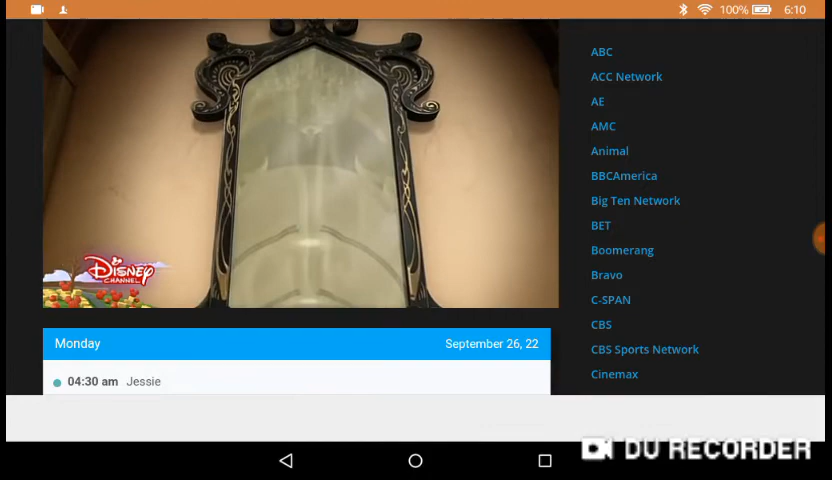 100% 6:10
ABC
ACC Network
AE
AMC
Animal
BBCAmerica
Big Ten Network
BET
Boomerang
Bravo
C-SPAN
CBS
CBS Sports Network
Cinemax
DISNEY
CHANNEL
Monday September 26, 22
04:30 am Jessie
DU RECORDER